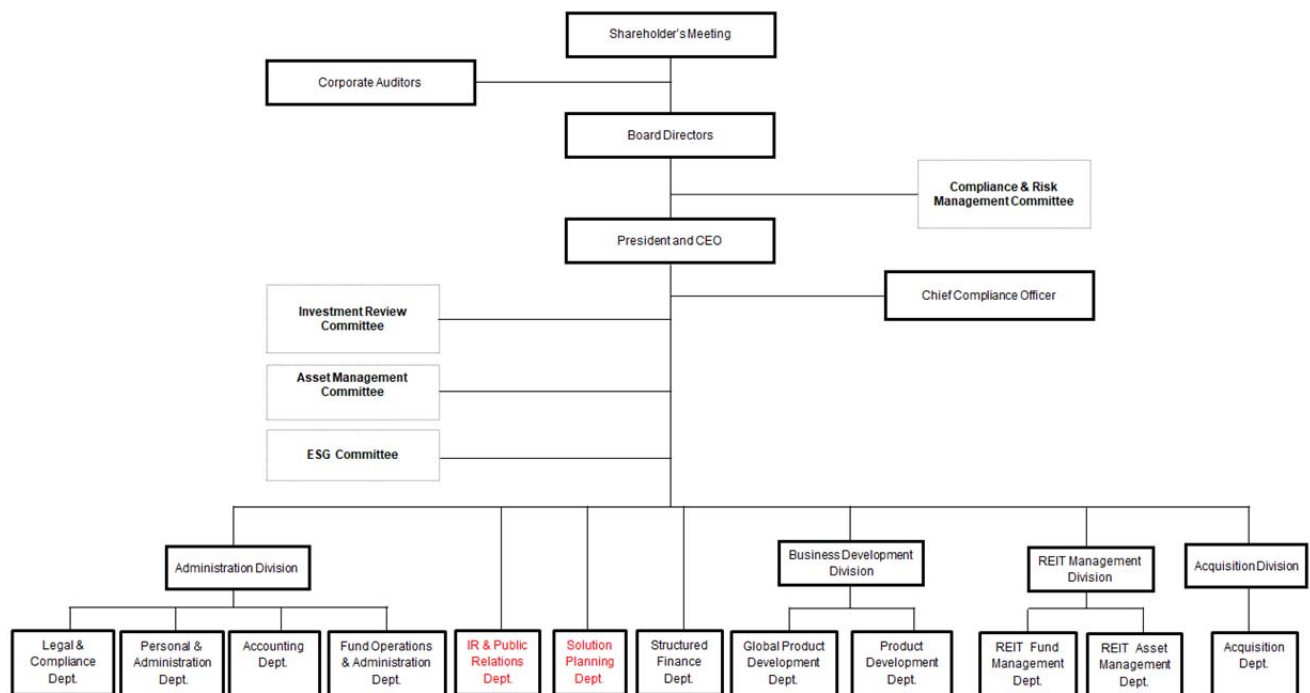 Shareholder's Meeting
Corporate Auditors
Board Directors
Compliance & Risk
Management Committee
President and CEO
Chief Compliance Officer
Investment Review
Committee
Asset Management
Committee
ESG Committee
Administration Division
Business Development
Division
REIT Management
Division
Acquisition Division
Legal &
Compliance
Dept.
Personal &
Administration Dept.
Accounting
Dept.
Fund Operations
& Administration
Dept.
IR & Public
Relations
Dept.
Solution
Planning
Dept.
Structured
Finance
Dept.
Global Product
Development
Dept.
Product
Development
Dept.
REIT Fund
Management
Dept.
REIT Asset
Management
Dept.
Acquisition
Dept.